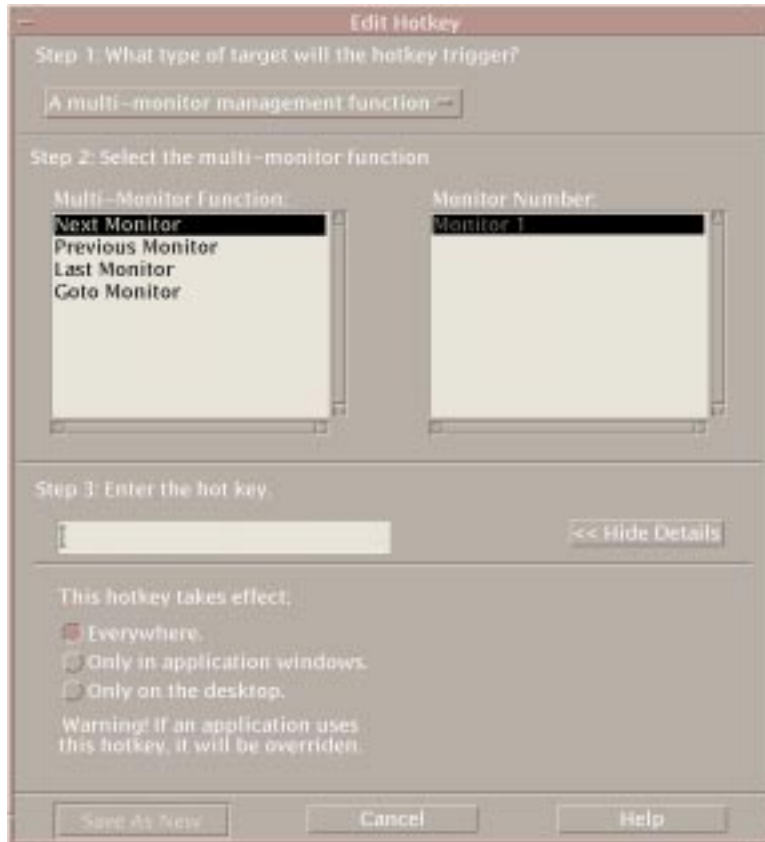 Edit Hotkey
Step 1: What type of target will the hotkey trigger?
A multi-monitor management function
Step 2: Select the multi-monitor function
Multi-Monitor Function:
Next Monitor
Previous Monitor
Last Monitor
Goto Monitor
Monitor Number:
Monitor 1
Step 3: Enter the hot key.
<< Hide Details
This hotkey takes effect:
Everywhere.
Only in application windows.
Only on the desktop.
Warning! If an application uses
this hotkey, it will be overriden.
Save As New
Cancel
Help